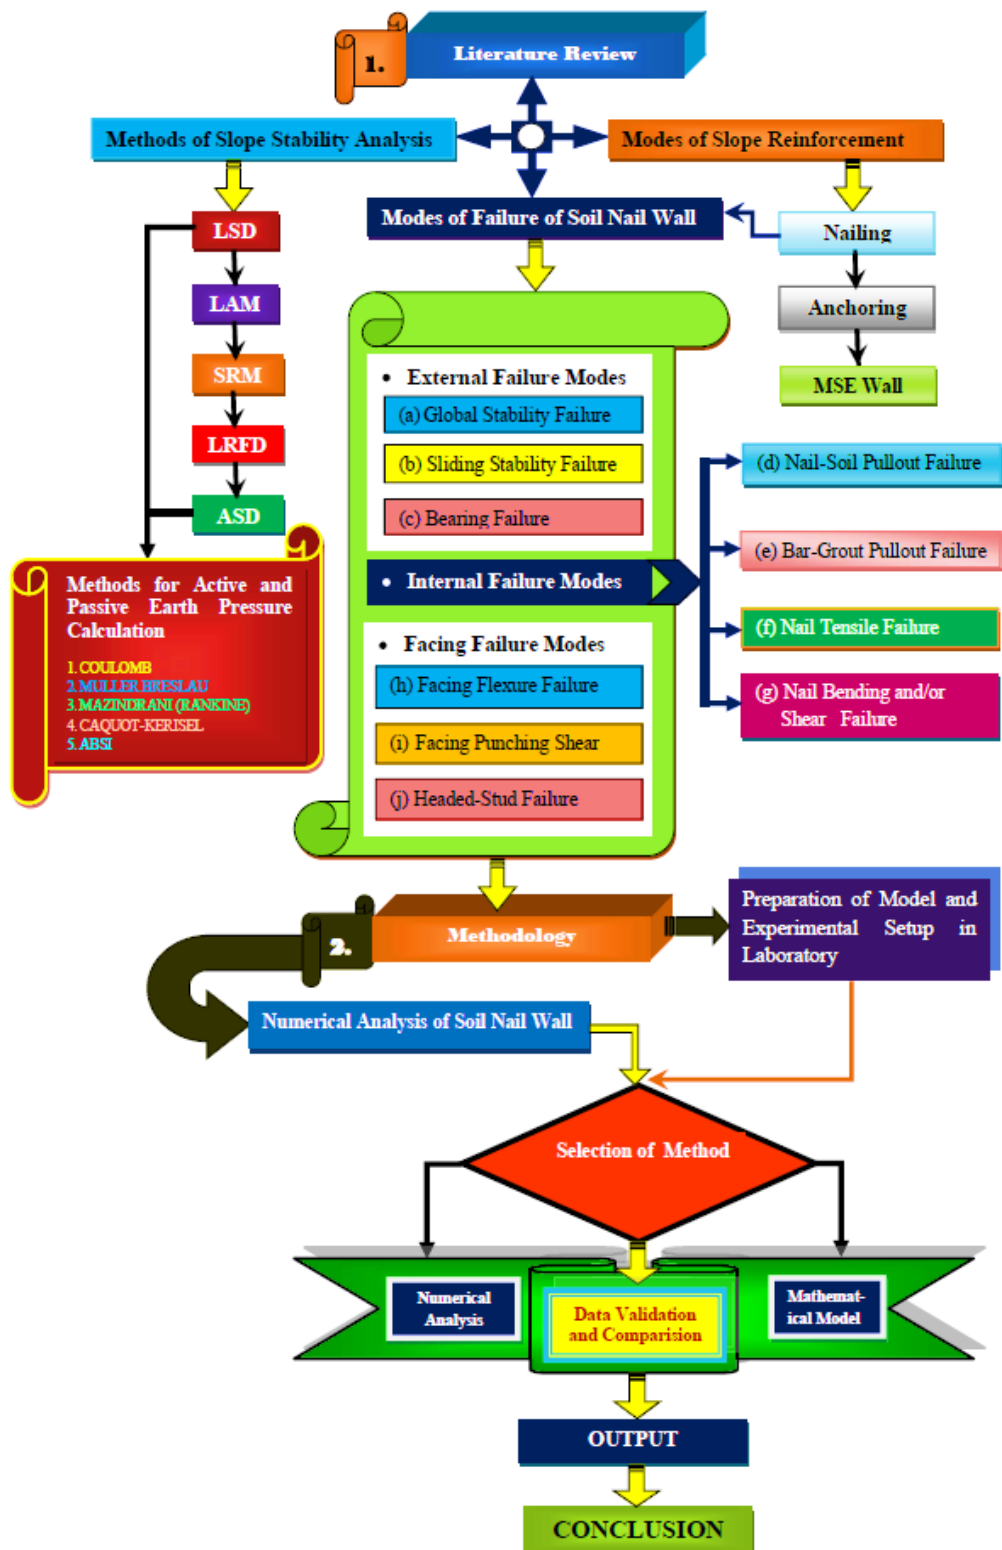 1.
Literature Review
Methods of Slope Stability Analysis
Modes of Slope Reinforcement
Modes of Failure of Soil Nail Wall
LSD
LAM
SRM
LRFD
ASD
Nailing
Anchoring
MSE Wall
Methods for Active and
Passive Earth Pressure
Calculation
1. COULOMB
2. MULLER BRESLAU
3. MAZINDRANI (RANKINE)
4. CAQUOT-KERISEL
5. ABSI
• External Failure Modes
(a) Global Stability Failure
(b) Sliding Stability Failure
(c) Bearing Failure
• Internal Failure Modes
(d) Nail-Soil Pullout Failure
(e) Bar-Grout Pullout Failure
(f) Nail Tensile Failure
(g) Nail Bending and/or
Shear Failure
• Facing Failure Modes
(h) Facing Flexure Failure
(i) Facing Punching Shear
(j) Headed-Stud Failure
2.
Methodology
Preparation of Model and
Experimental Setup in
Laboratory
Numerical Analysis of Soil Nail Wall
Selection of Method
Numerical
Analysis
Data Validation
and Comparision
Mathemat-
ical Model
OUTPUT
CONCLUSION